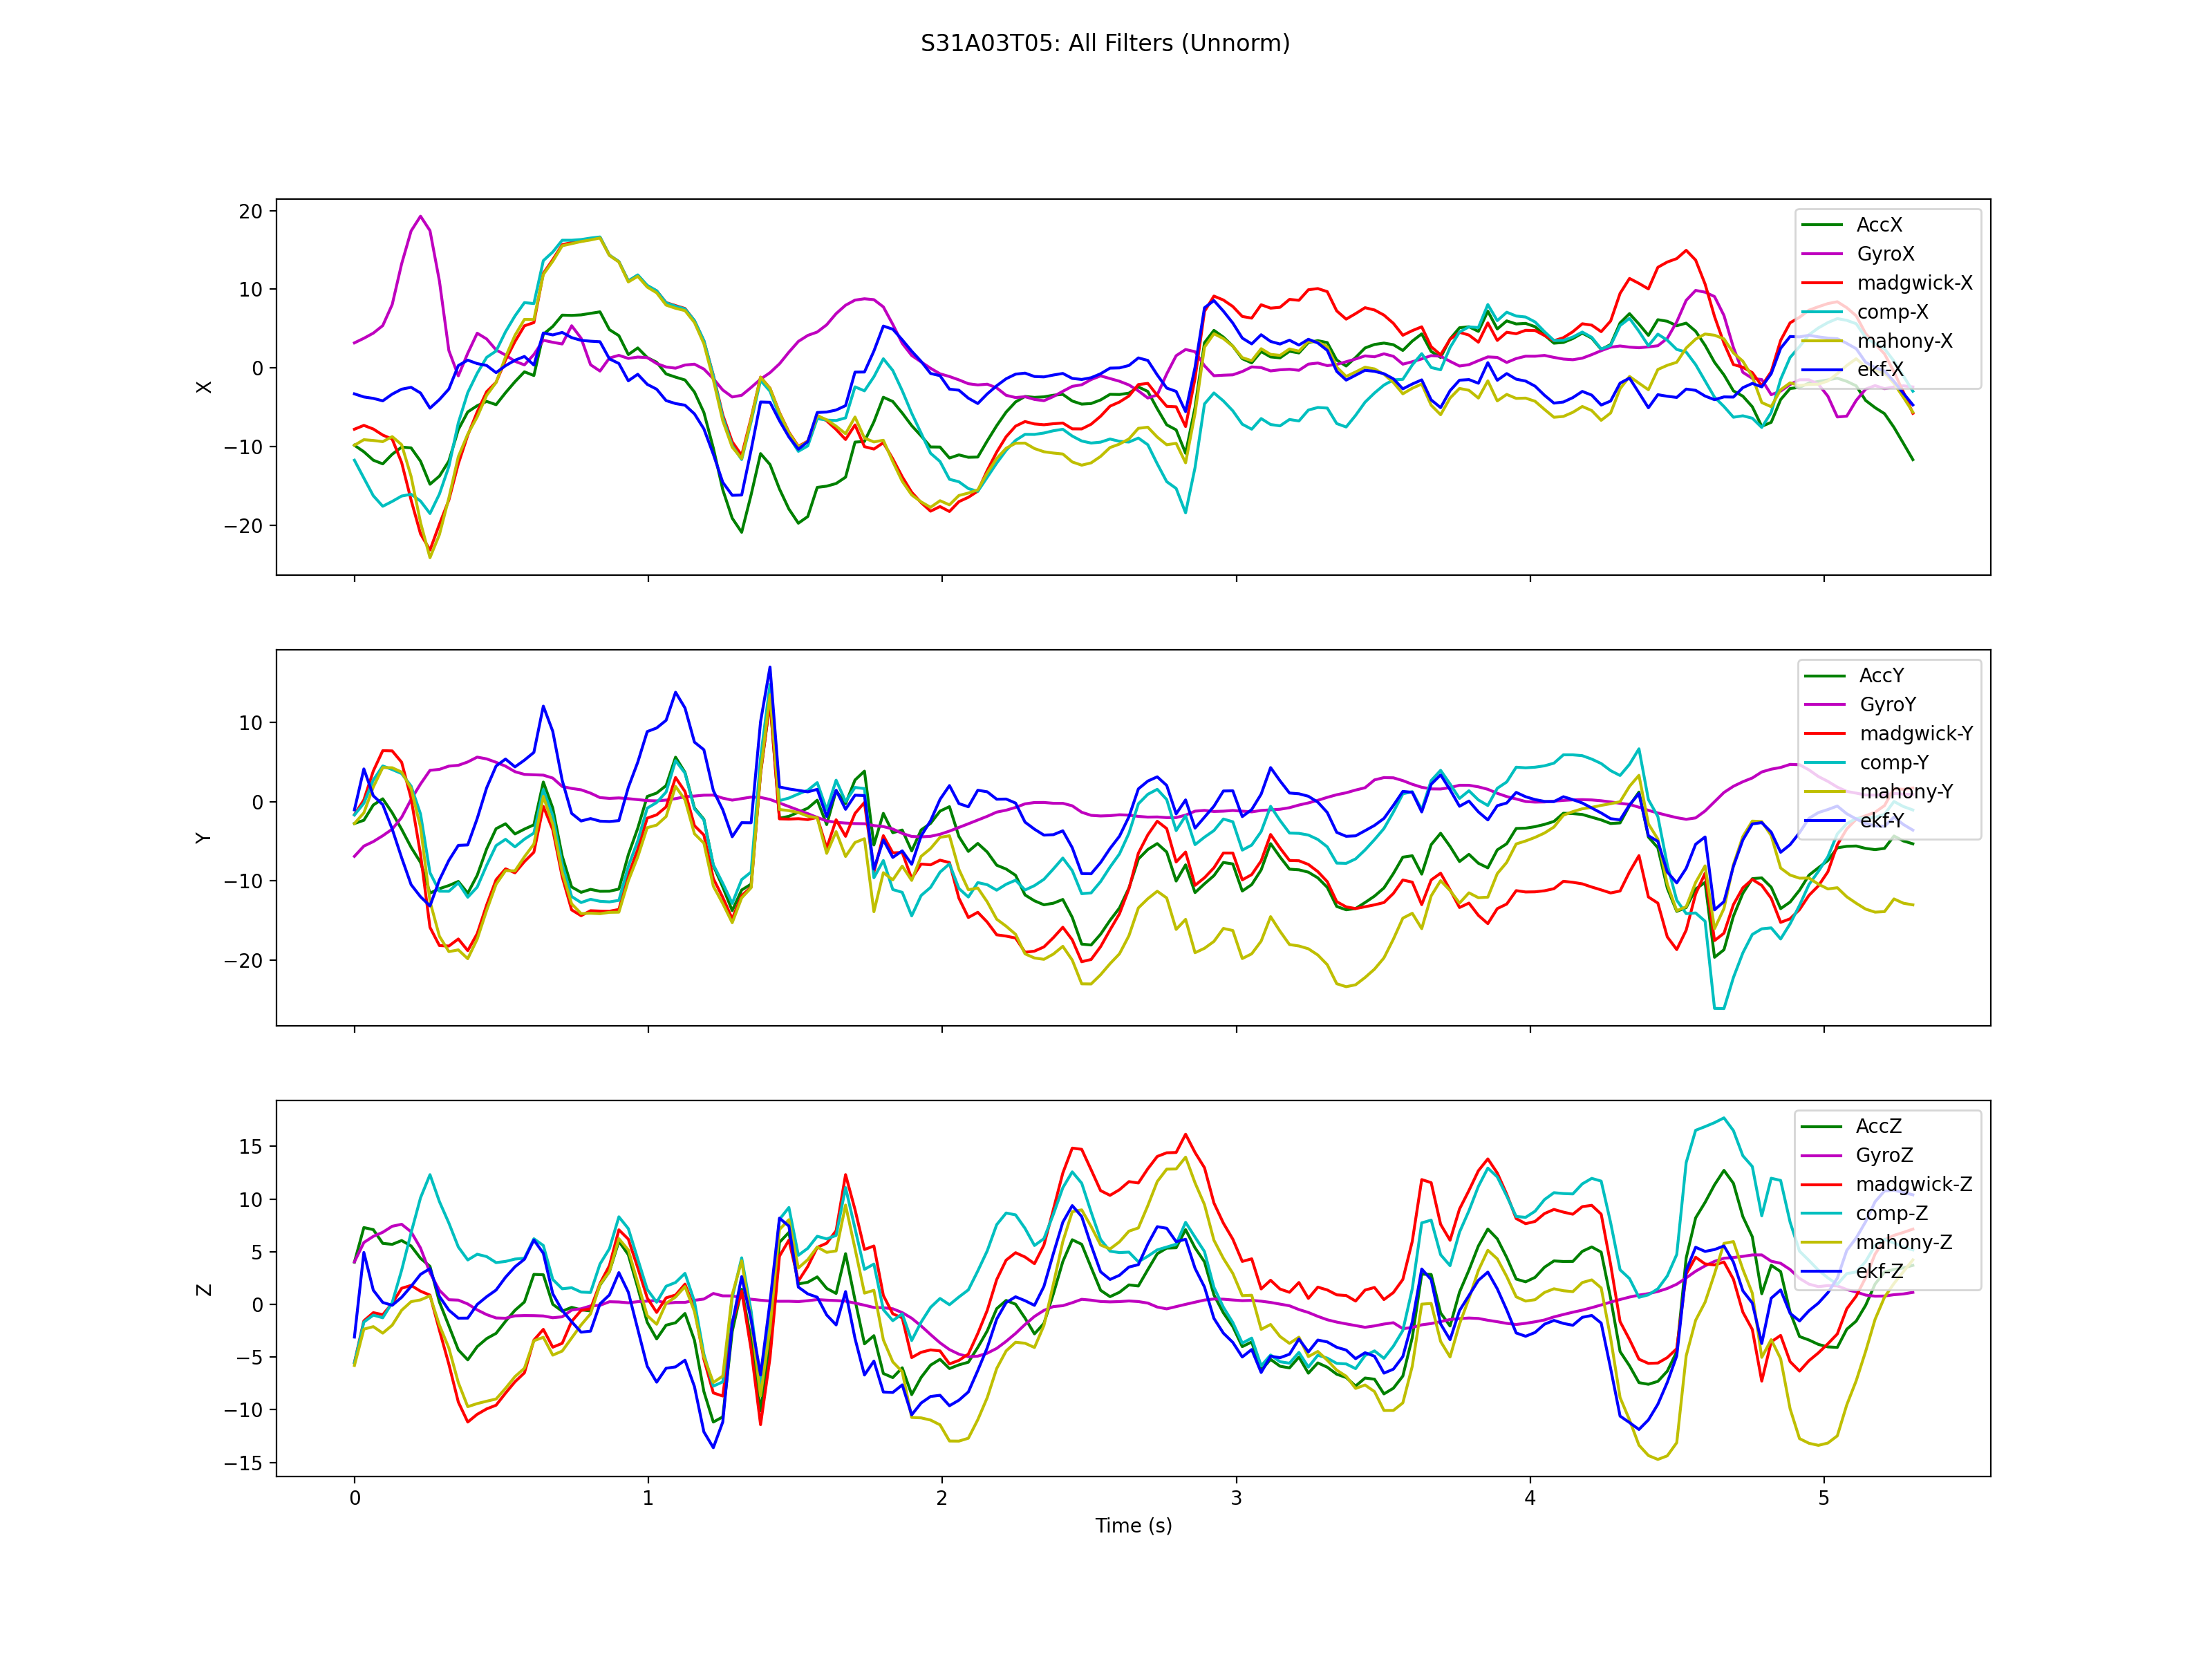 S31A03T05: All Filters (Unnorm)
20
10
0
−10
−20
X
AccX
GyroX
madgwick-X
comp-X
mahony-X
ekf-X
10
0
−10
−20
Y
AccY
GyroY
madgwick-Y
comp-Y
mahony-Y
ekf-Y
15
10
5
0
−5
−10
−15
Z
AccZ
GyroZ
madgwick-Z
comp-Z
mahony-Z
ekf-Z
0 1 2 3 4 5
Time (s)